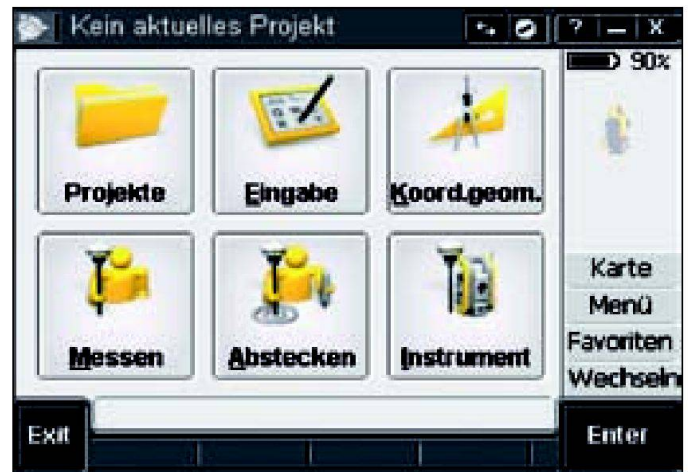 Kein aktuelles Projekt ? – X
90%
Projekte Eingabe Koord.geom.
Messen Abstecken Instrument
Karte
Menü
Favoriten
Wechseln
Exit Enter